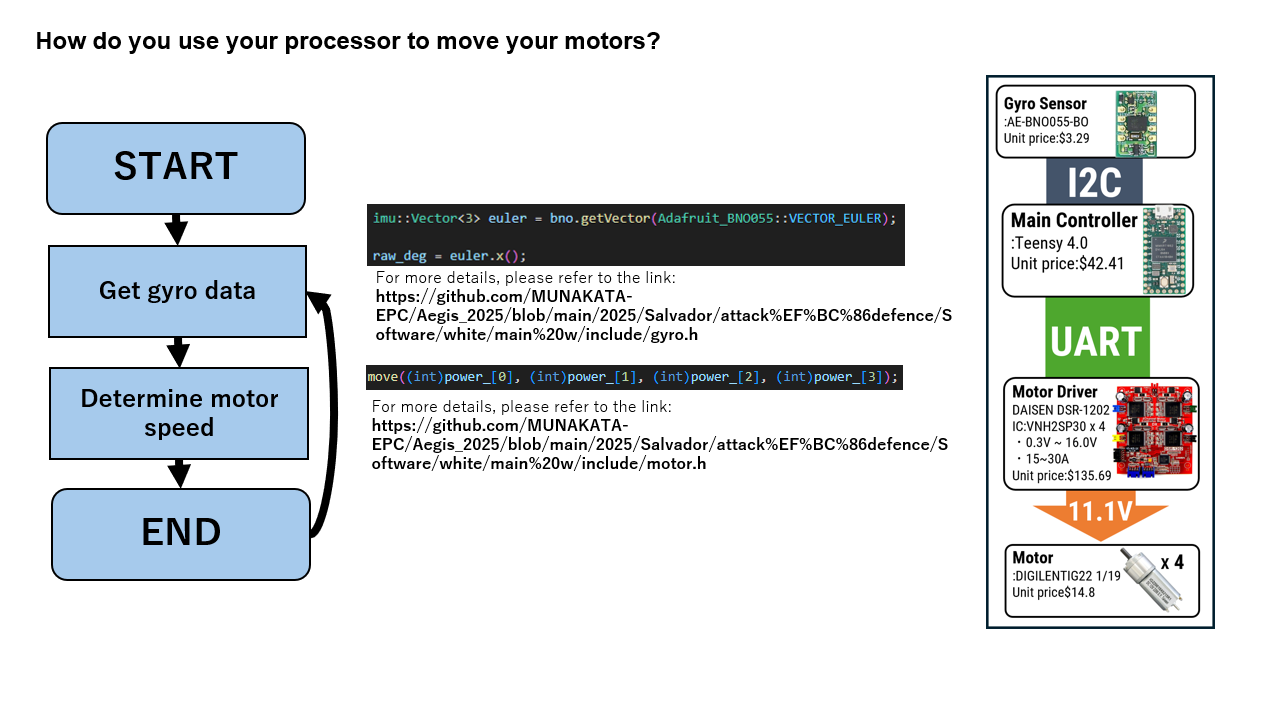 How do you use your processor to move your motors?
START
Get gyro data
Determine motor
speed
END
imu::Vector<3> euler = bno.getVector(Adafruit_BNO055::VECTOR_EULER);
raw_deg = euler.x();
For more details, please refer to the link:
https://github.com/MUNAKATA-
EPC/Aegis_2025/blob/main/2025/Salvador/attack%EF%BC%86defence/S
oftware/white/main%20w/include/gyro.h
move((int)power_[0], (int)power_[1], (int)power_[2], (int)power_[3]);
For more details, please refer to the link:
https://github.com/MUNAKATA-
EPC/Aegis_2025/blob/main/2025/Salvador/attack%EF%BC%86defence/S
oftware/white/main%20w/include/motor.h
Gyro Sensor
:AE-BNO055-BO
Unit price:$3.29
I2C
Main Controller
:Teensy 4.0
Unit price:$42.41
UART
Motor Driver
DAISEN DSR-1202
IC:VNH2SP30 x 4
・0.3V ~ 16.0V
・15~30A
Unit price:$135.69
11.1V
Motor
:DIGILENTIG22 1/19
Unit price$14.8
x 4